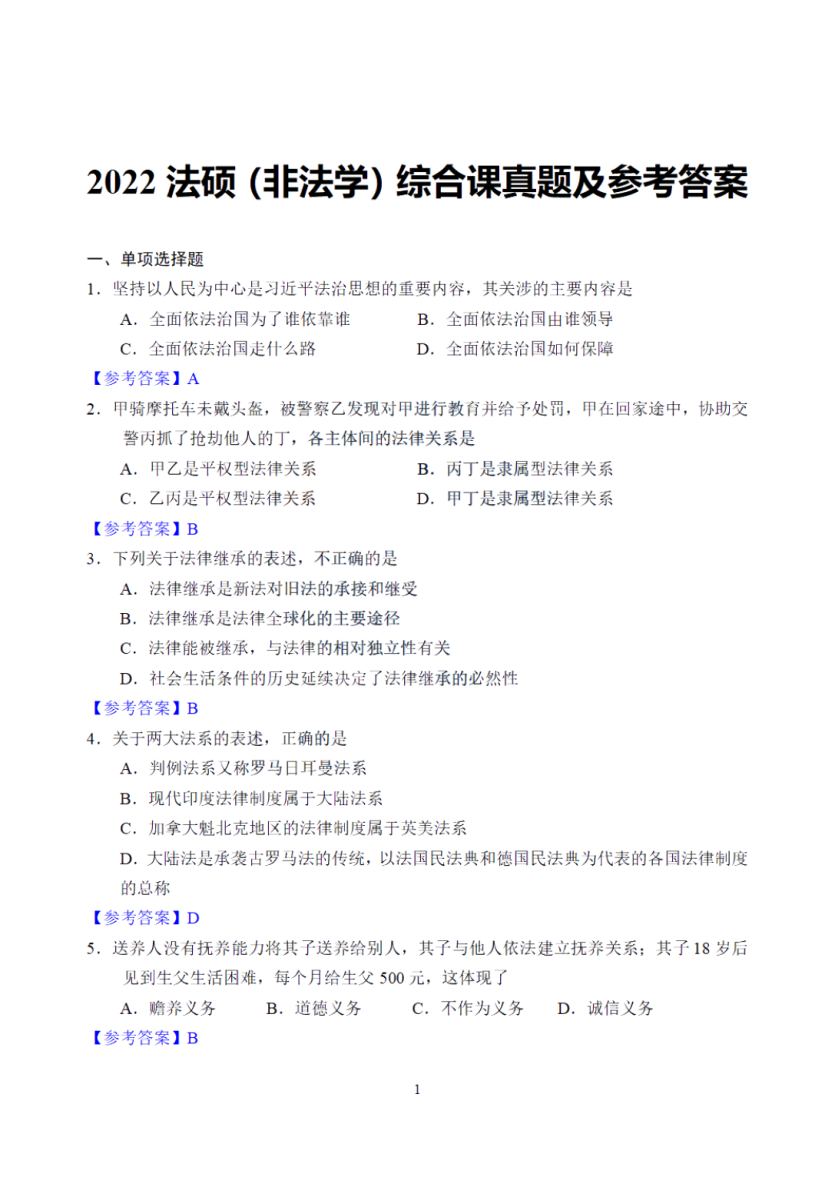 2022 法硕（非法学）综合课真题及参考答案
一、单项选择题
1．坚持以人民为中心是习近平法治思想的重要内容，其关涉的主要内容是
A．全面依法治国为了谁依靠谁 B．全面依法治国由谁领导
C．全面依法治国走什么路 D．全面依法治国如何保障
【参考答案】A
2．甲骑摩托车未戴头盔，被警察乙发现对甲进行教育并给予处罚，甲在回家途中，协助交
警丙抓了抢劫他人的丁，各主体间的法律关系是
A．甲乙是平权型法律关系 B．丙丁是隶属型法律关系
C．乙丙是平权型法律关系 D．甲丁是隶属型法律关系
【参考答案】B
3．下列关于法律继承的表述，不正确的是
A．法律继承是新法对旧法的承接和继受
B．法律继承是法律全球化的主要途径
C．法律能被继承，与法律的相对独立性有关
D．社会生活条件的历史延续决定了法律继承的必然性
【参考答案】B
4．关于两大法系的表述，正确的是
A．判例法系又称罗马日耳曼法系
B．现代印度法律制度属于大陆法系
C．加拿大魁北克地区的法律制度属于英美法系
D．大陆法是承袭古罗马法的传统，以法国民法典和德国民法典为代表的各国法律制度
的总称
【参考答案】D
5．送养人没有抚养能力将其子送养给别人，其子与他人依法建立抚养关系；其子 18 岁后
见到生父生活困难，每个月给生父 500 元，这体现了
A．赡养义务 B．道德义务 C．不作为义务 D．诚信义务
【参考答案】B
1